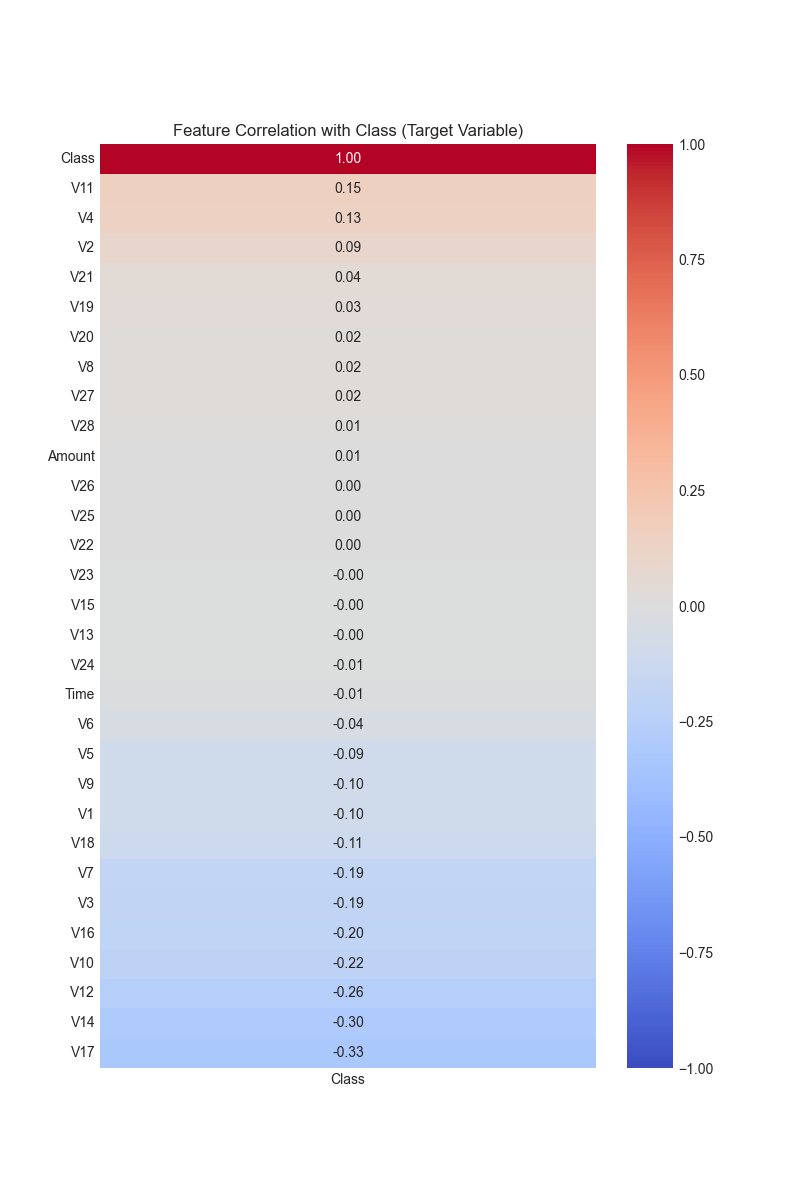 Feature Correlation with Class (Target Variable)
Class 1.00
V11 0.15
V4 0.13
V2 0.09
V21 0.04
V19 0.03
V20 0.02
V8 0.02
V27 0.02
V28 0.01
Amount 0.01
V26 0.00
V25 0.00
V22 0.00
V23 -0.00
V15 -0.00
V13 -0.00
V24 -0.01
Time -0.01
V6 -0.04
V5 -0.09
V9 -0.10
V1 -0.10
V18 -0.11
V7 -0.19
V3 -0.19
V16 -0.20
V10 -0.22
V12 -0.26
V14 -0.30
V17 -0.33
Class
1.00
0.75
0.50
0.25
0.00
−0.25
−0.50
−0.75
−1.00